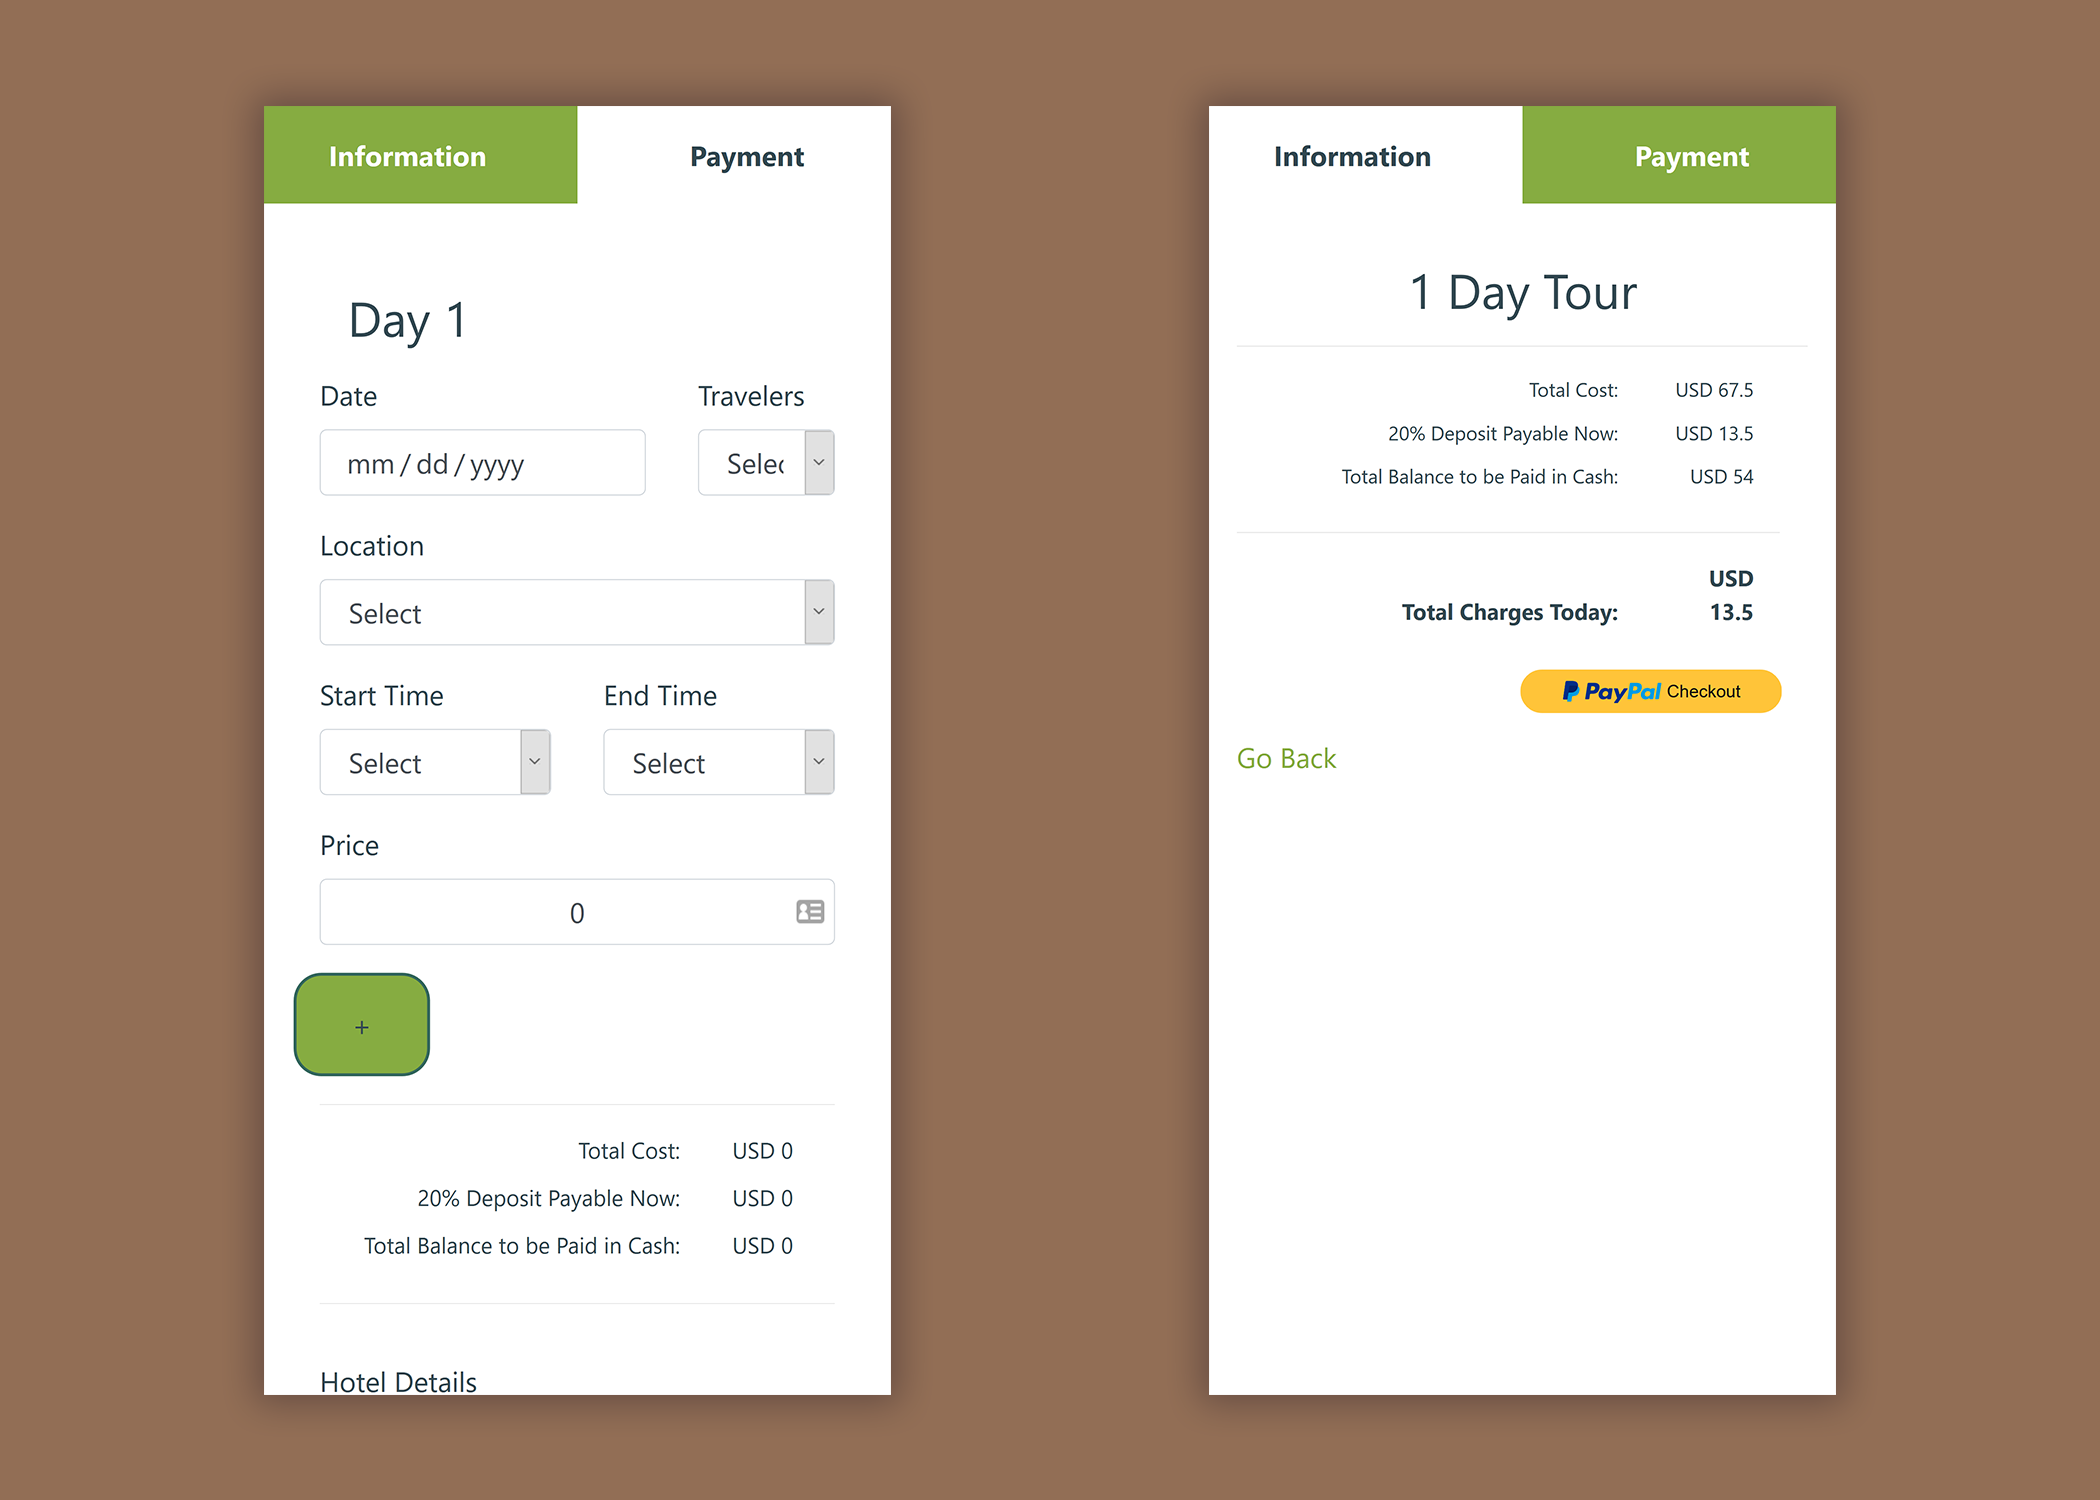 Information Payment
Day 1
Date Travelers
mm / dd / yyyy Selec
Location
Select
Start Time End Time
Select Select
Price
0
+
Total Cost: USD 0
20% Deposit Payable Now: USD 0
Total Balance to be Paid in Cash: USD 0
Hotel Details
Information Payment
1 Day Tour
Total Cost: USD 67.5
20% Deposit Payable Now: USD 13.5
Total Balance to be Paid in Cash: USD 54
USD
Total Charges Today: 13.5
PayPal Checkout
Go Back